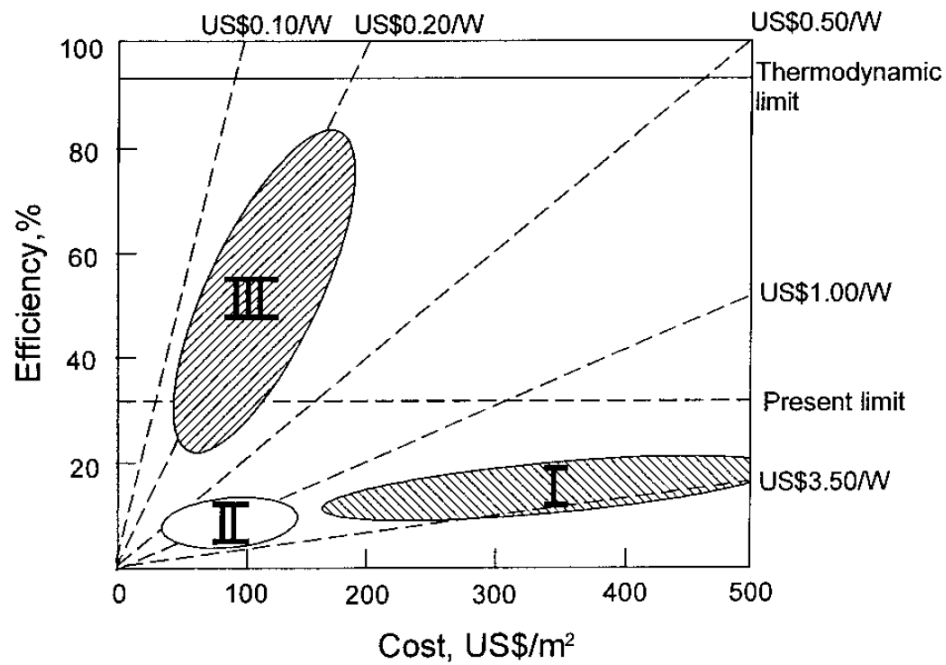 US$0.10/W
US$0.20/W
US$0.50/W
100
Thermodynamic
limit
80
Efficiency,%
60
III
US$1.00/W
40
Present limit
20
I
US$3.50/W
II
0
100
200
300
400
500
Cost, US$/m²